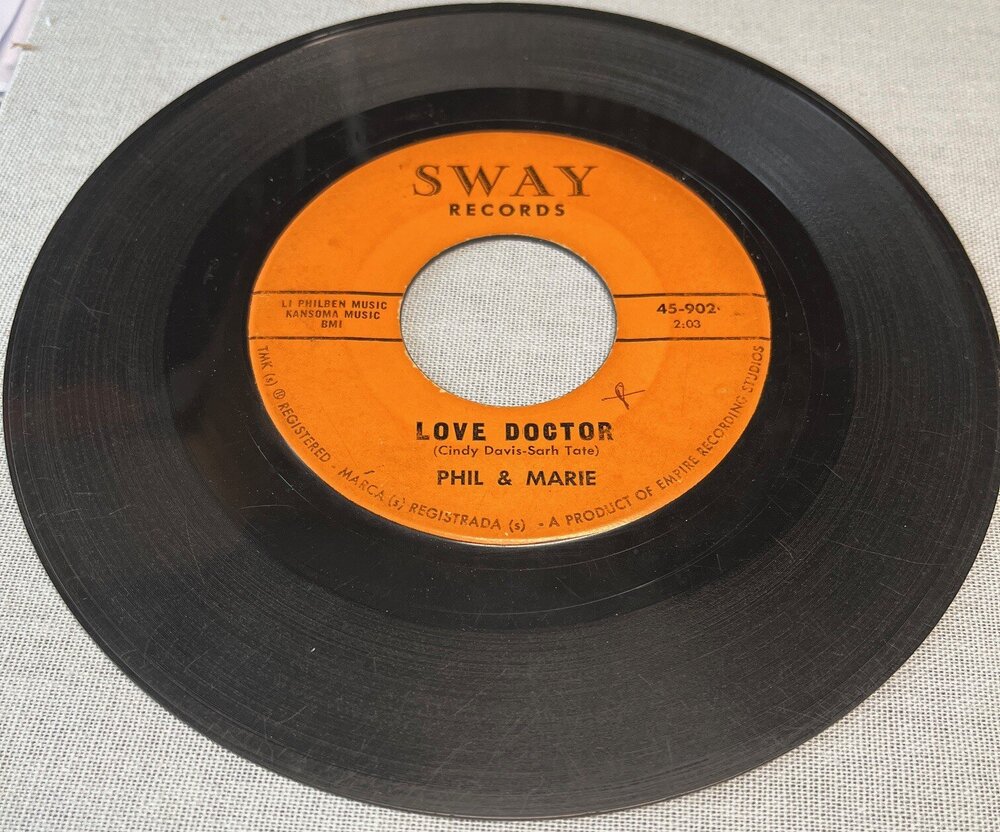 SWAY
RECORDS
LI PHILBEN MUSIC
KANSOMA MUSIC
BMI
45-902
2:03
LOVE DOCTOR
(Cindy Davis-Sarh Tate)
PHIL & MARIE
TMK (s) ® REGISTERED - MARCA (s) REGISTRADA (s) - A PRODUCT OF EMPIRE RECORDING STUDIOS